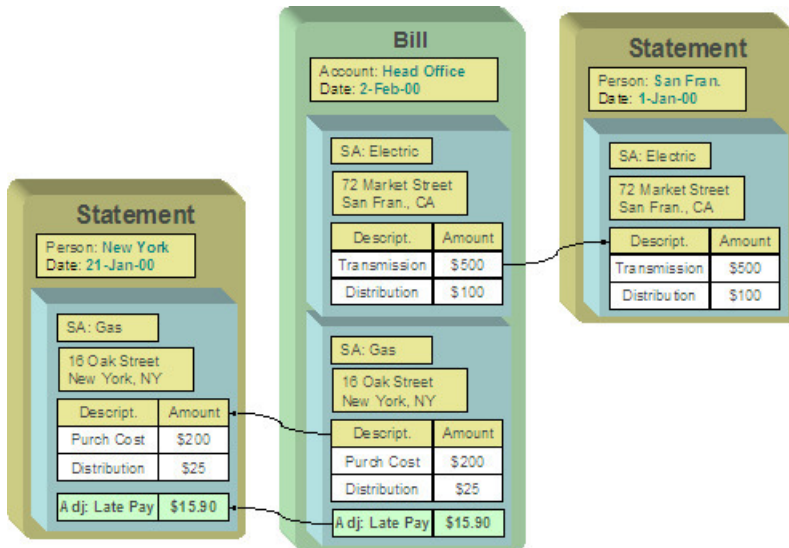 Statement
Person: New York
Date: 21-Jan-00
SA: Gas
16 Oak Street
New York, NY
Descript. Amount
Purch Cost $200
Distribution $25
Adj: Late Pay $15.90
Bill
Account: Head Office
Date: 2-Feb-00
SA: Electric
72 Market Street
San Fran., CA
Descript. Amount
Transmission $500
Distribution $100
SA: Gas
16 Oak Street
New York, NY
Descript. Amount
Purch Cost $200
Distribution $25
Adj: Late Pay $15.90
Statement
Person: San Fran.
Date: 1-Jan-00
SA: Electric
72 Market Street
San Fran., CA
Descript. Amount
Transmission $500
Distribution $100